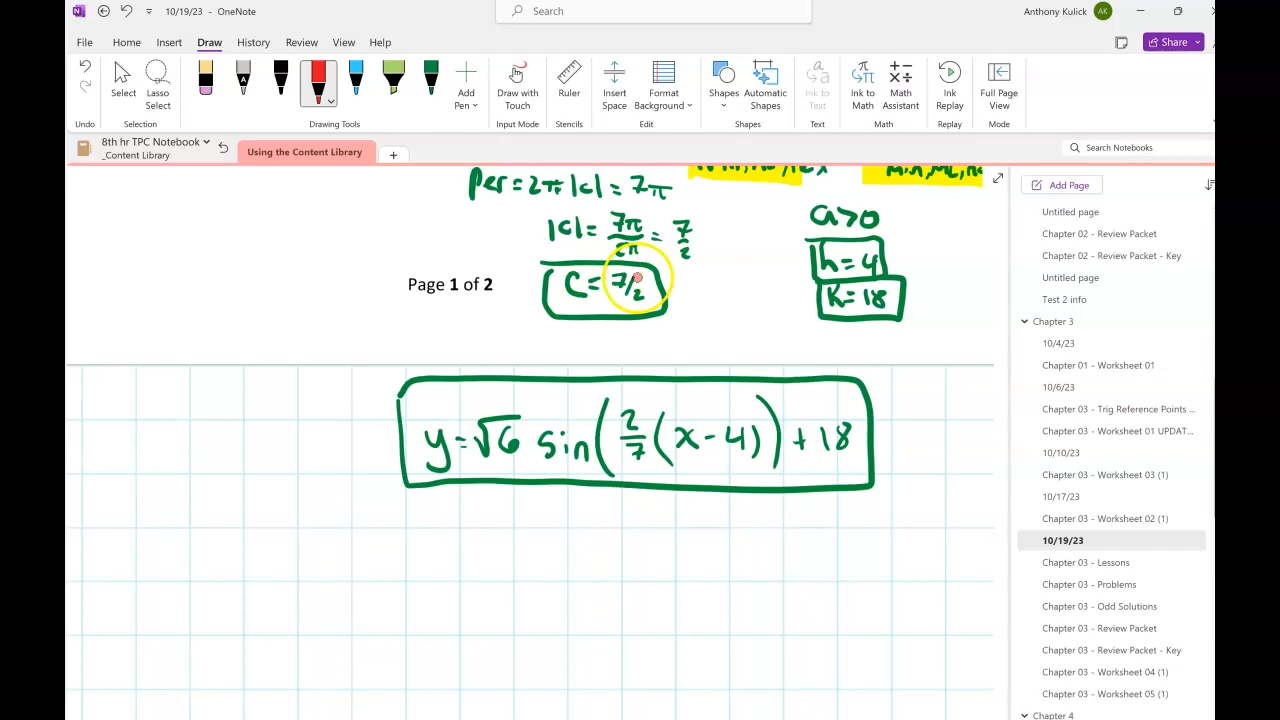 10/19/23 - OneNote
Search
Anthony Kulick
AK
File Home Insert Draw History Review View Help
Share
Select
Lasso Select
Add Pen
Draw with Touch
Ruler
Insert Space
Format Background
Shapes
Automatic Shapes
Ink to Text
Ink to Math
Math Assistant
Ink Replay
Full Page View
Undo
Selection
Drawing Tools
Input Mode
Stencils
Edit
Shapes
Text
Math
Replay
Mode
8th hr TPC Notebook
_Content Library
Using the Content Library
+
Search Notebooks
Per = 2π|c| = 7π
|c| = 7π/2π = 7/2
C = 7/2
a>0
h=4
K=18
Page 1 of 2
y=√6 sin(2/7(x-4))+18
Add Page
Untitled page
Chapter 02 - Review Packet
Chapter 02 - Review Packet - Key
Untitled page
Test 2 info
Chapter 3
10/4/23
Chapter 01 - Worksheet 01
10/6/23
Chapter 03 - Trig Reference Points ...
Chapter 03 - Worksheet 01 UPDAT...
10/10/23
Chapter 03 - Worksheet 03 (1)
10/17/23
Chapter 03 - Worksheet 02 (1)
10/19/23
Chapter 03 - Lessons
Chapter 03 - Problems
Chapter 03 - Odd Solutions
Chapter 03 - Review Packet
Chapter 03 - Review Packet - Key
Chapter 03 - Worksheet 04 (1)
Chapter 03 - Worksheet 05 (1)
Chapter 4